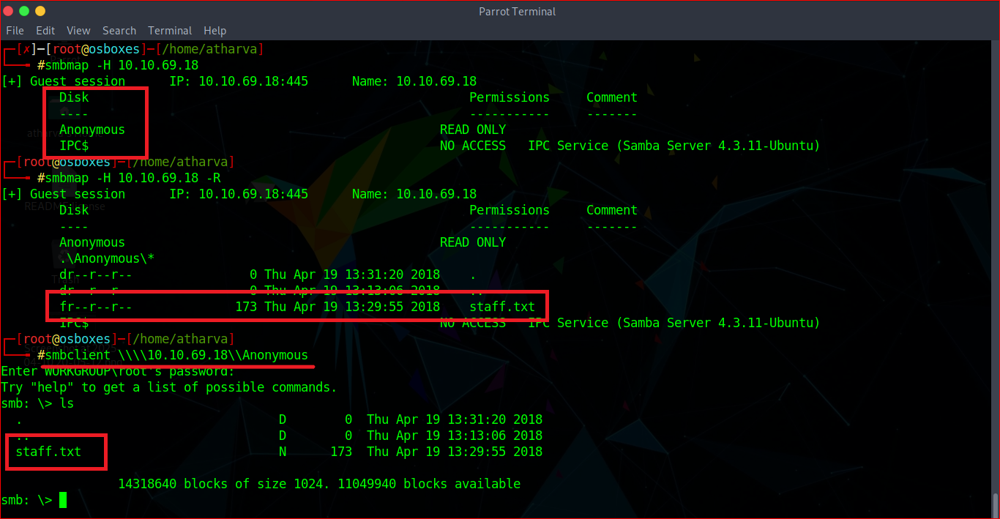 Parrot Terminal
File Edit View Search Terminal Help
┌─[✗]─[root@osboxes]─[/home/atharva]
└──╼ #smbmap -H 10.10.69.18
[+] Guest session IP: 10.10.69.18:445 Name: 10.10.69.18
Disk Permissions Comment
---- ----------- -------
Anonymous READ ONLY
IPC$ NO ACCESS IPC Service (Samba Server 4.3.11-Ubuntu)
┌─[root@osboxes]─[/home/atharva]
└──╼ #smbmap -H 10.10.69.18 -R
[+] Guest session IP: 10.10.69.18:445 Name: 10.10.69.18
Disk Permissions Comment
---- ----------- -------
Anonymous READ ONLY
.\Anonymous\*
dr--r--r-- 0 Thu Apr 19 13:31:20 2018 .
dr--r--r-- 0 Thu Apr 19 13:13:06 2018 ..
fr--r--r-- 173 Thu Apr 19 13:29:55 2018 staff.txt
IPC$ NO ACCESS IPC Service (Samba Server 4.3.11-Ubuntu)
┌─[root@osboxes]─[/home/atharva]
└──╼ #smbclient \\\\10.10.69.18\\Anonymous
Enter WORKGROUP\root's password:
Try "help" to get a list of possible commands.
smb: \> ls
. D 0 Thu Apr 19 13:31:20 2018
.. D 0 Thu Apr 19 13:13:06 2018
staff.txt N 173 Thu Apr 19 13:29:55 2018
14318640 blocks of size 1024. 11049940 blocks available
smb: \>